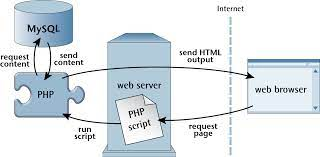 Internet
MySQL
request
content
send
content
send HTML
output
PHP
web server
PHP
script
web browser
run
script
request
page